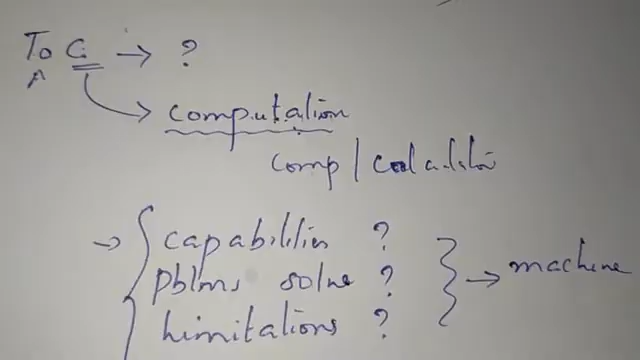 To C → ?
A
computation
comp / calculation
→ { capabilities ?
pblms solve ? } → machine
limitations ?